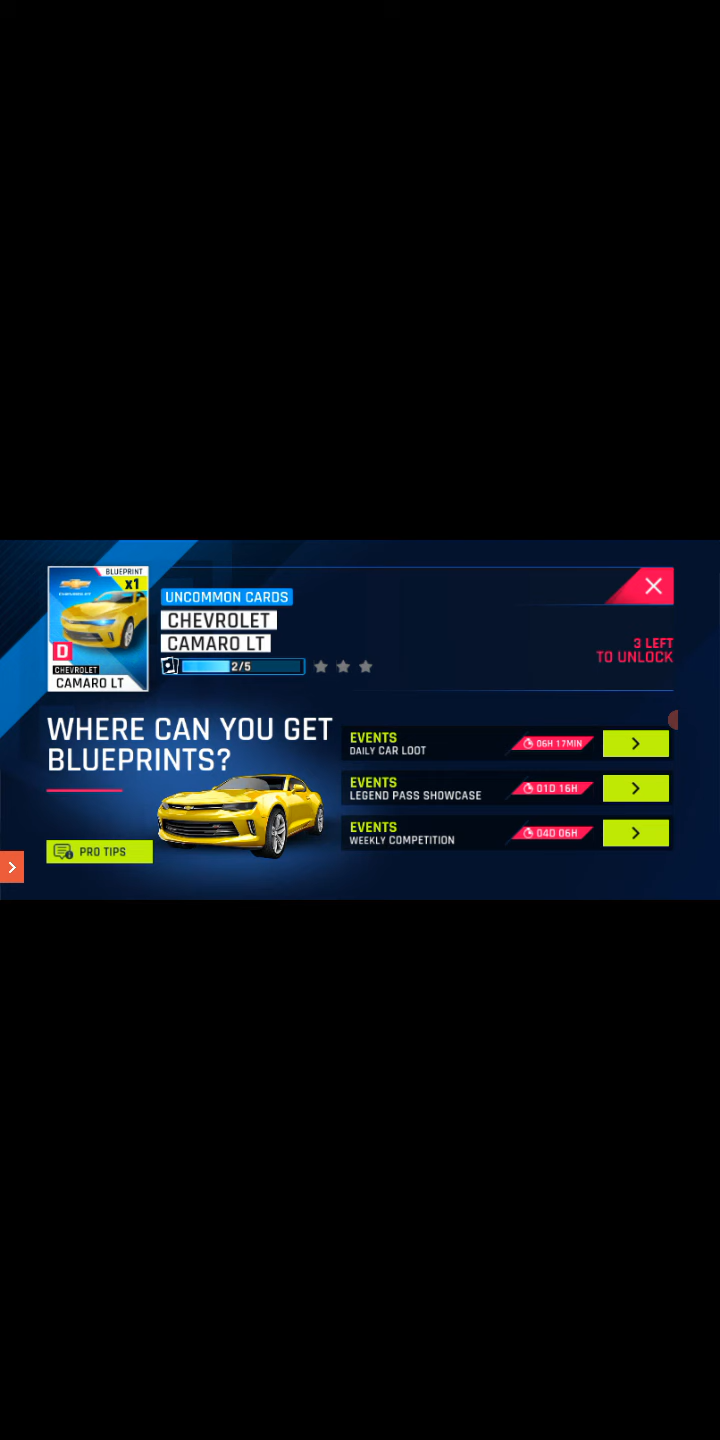 BLUEPRINT
x1
CHEVROLET
D
CHEVROLET
CAMARO LT
UNCOMMON CARDS
CHEVROLET
CAMARO LT
2/5
3 LEFT
TO UNLOCK
WHERE CAN YOU GET
BLUEPRINTS?
PRO TIPS
EVENTS
DAILY CAR LOOT
06H 17MIN
EVENTS
LEGEND PASS SHOWCASE
01D 16H
EVENTS
WEEKLY COMPETITION
04D 06H